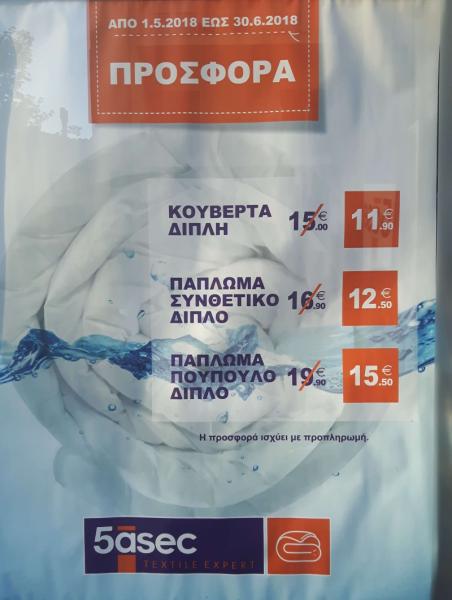 ΑΠΟ 1.5.2018 ΕΩΣ 30.6.2018
ΠΡΟΣΦΟΡΑ
ΚΟΥΒΕΡΤΑ
ΔΙΠΛΗ
15.00€ 11.90€
ΠΑΠΛΩΜΑ
ΣΥΝΘΕΤΙΚΟ
ΔΙΠΛΟ
16.90€ 12.50€
ΠΑΠΛΩΜΑ
ΠΟΥΠΟΥΛΟ
ΔΙΠΛΟ
19.90€ 15.50€
Η προσφορά ισχύει με προπληρωμή.
5àsec
TEXTILE EXPERT